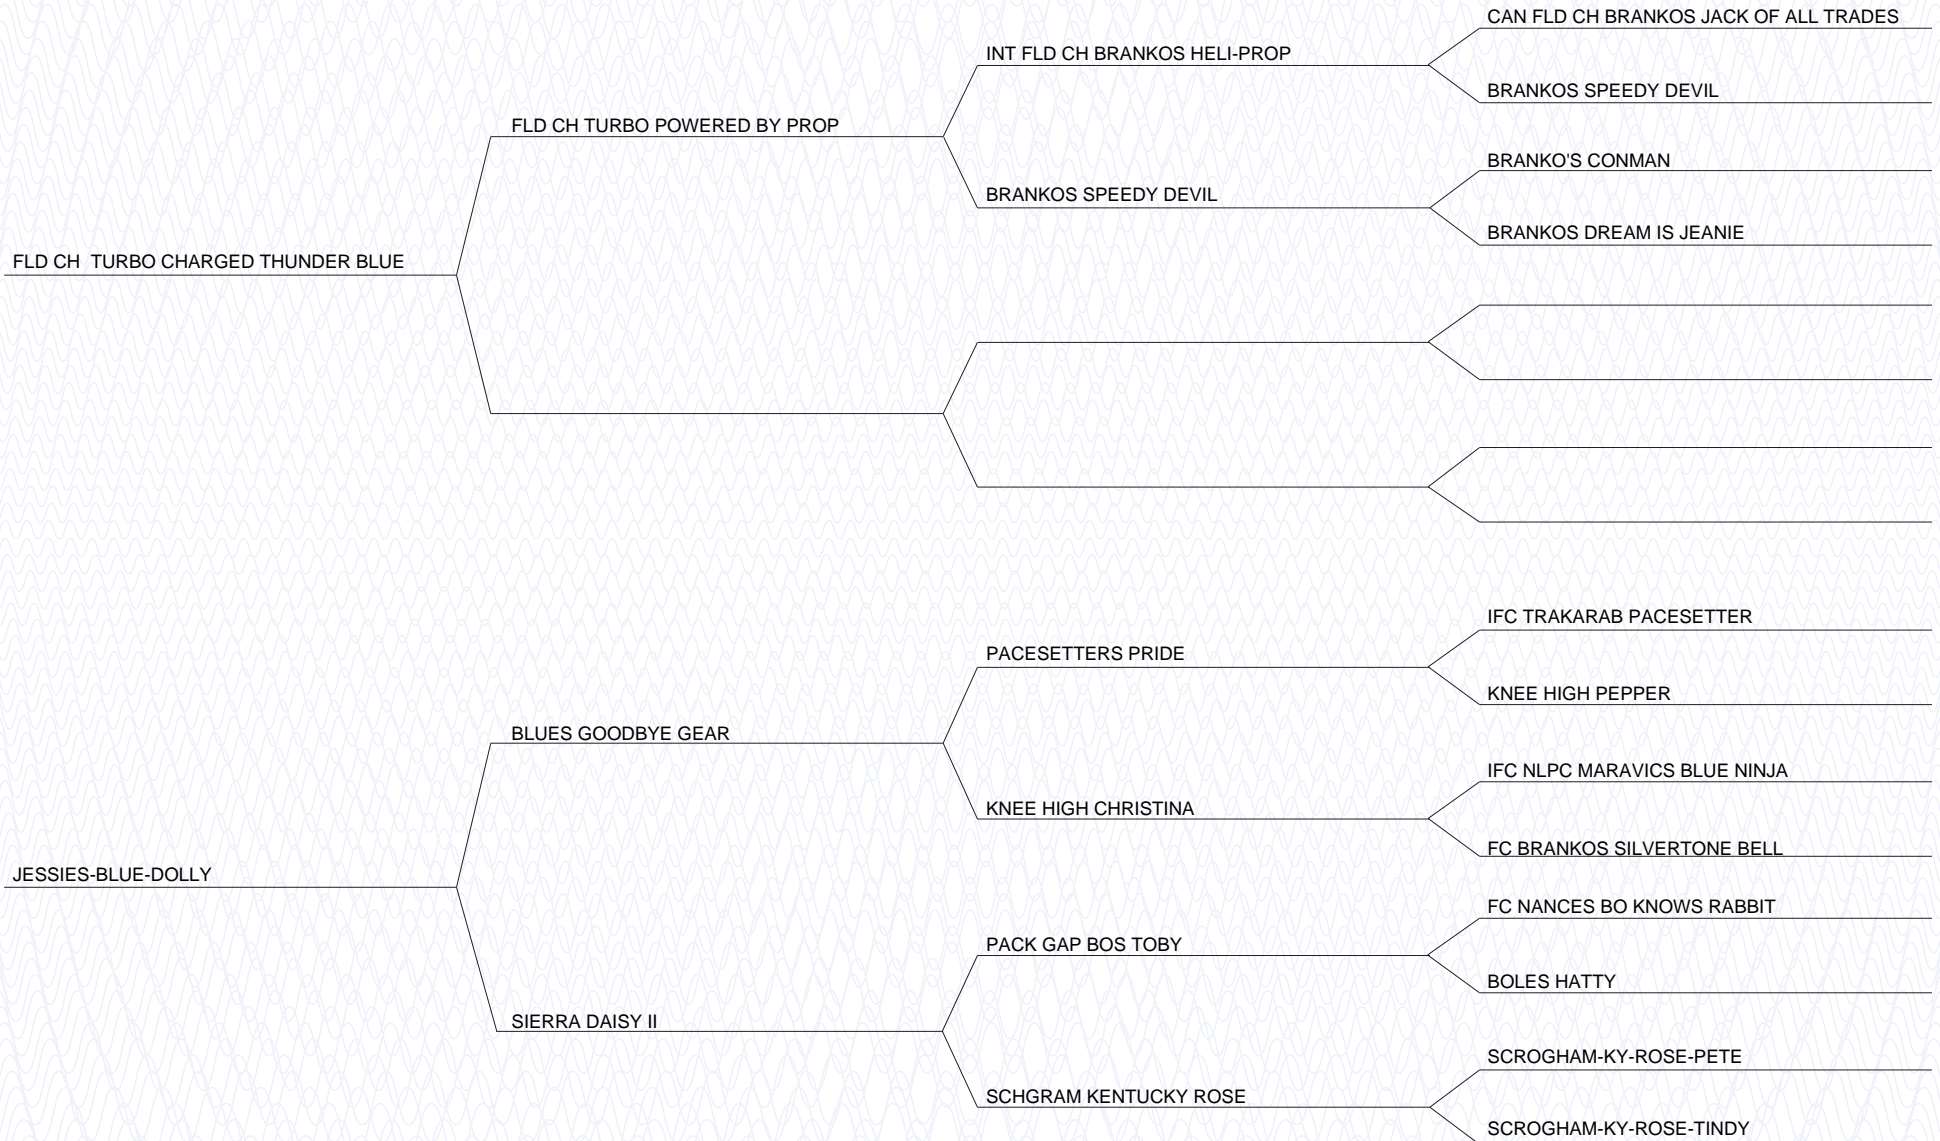 CAN FLD CH BRANKOS JACK OF ALL TRADES
INT FLD CH BRANKOS HELI-PROP
BRANKOS SPEEDY DEVIL
FLD CH TURBO POWERED BY PROP
BRANKO'S CONMAN
BRANKOS SPEEDY DEVIL
BRANKOS DREAM IS JEANIE
FLD CH  TURBO CHARGED THUNDER BLUE
IFC TRAKARAB PACESETTER
PACESETTERS PRIDE
KNEE HIGH PEPPER
BLUES GOODBYE GEAR
IFC NLPC MARAVICS BLUE NINJA
KNEE HIGH CHRISTINA
FC BRANKOS SILVERTONE BELL
JESSIES-BLUE-DOLLY
FC NANCES BO KNOWS RABBIT
PACK GAP BOS TOBY
BOLES HATTY
SIERRA DAISY II
SCROGHAM-KY-ROSE-PETE
SCHGRAM KENTUCKY ROSE
SCROGHAM-KY-ROSE-TINDY